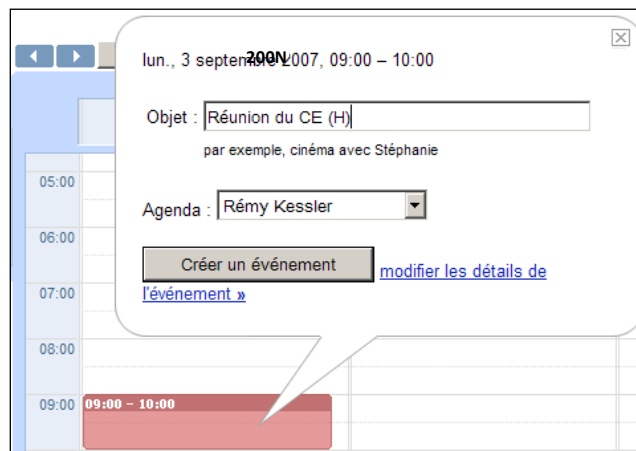 lun., 3 septembre 2007, 09:00 – 10:00
200N
Objet : Réunion du CE (H)
par exemple, cinéma avec Stéphanie
Agenda : Rémy Kessler
Créer un événement modifier les détails de
l'événement »
05:00
06:00
07:00
08:00
09:00 09:00 – 10:00